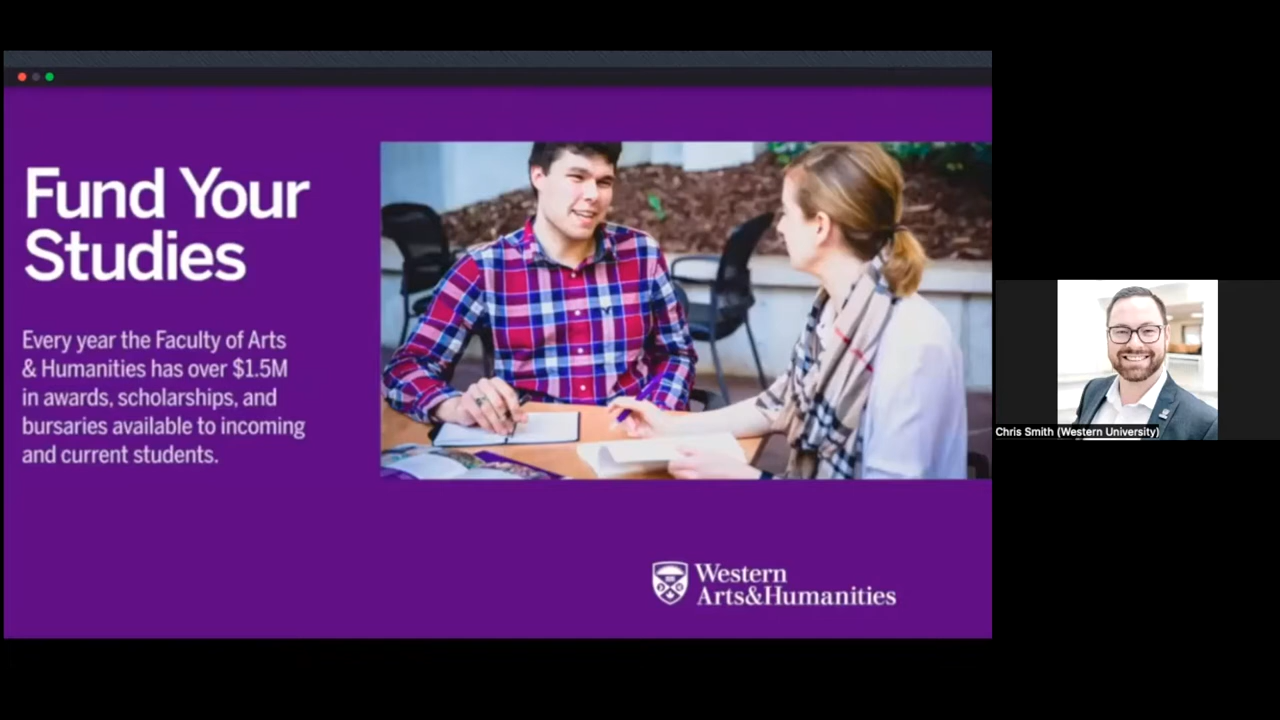 Fund Your
Studies
Every year the Faculty of Arts
& Humanities has over $1.5M
in awards, scholarships, and
bursaries available to incoming
and current students.
Western
Arts&Humanities
Chris Smith (Western University)